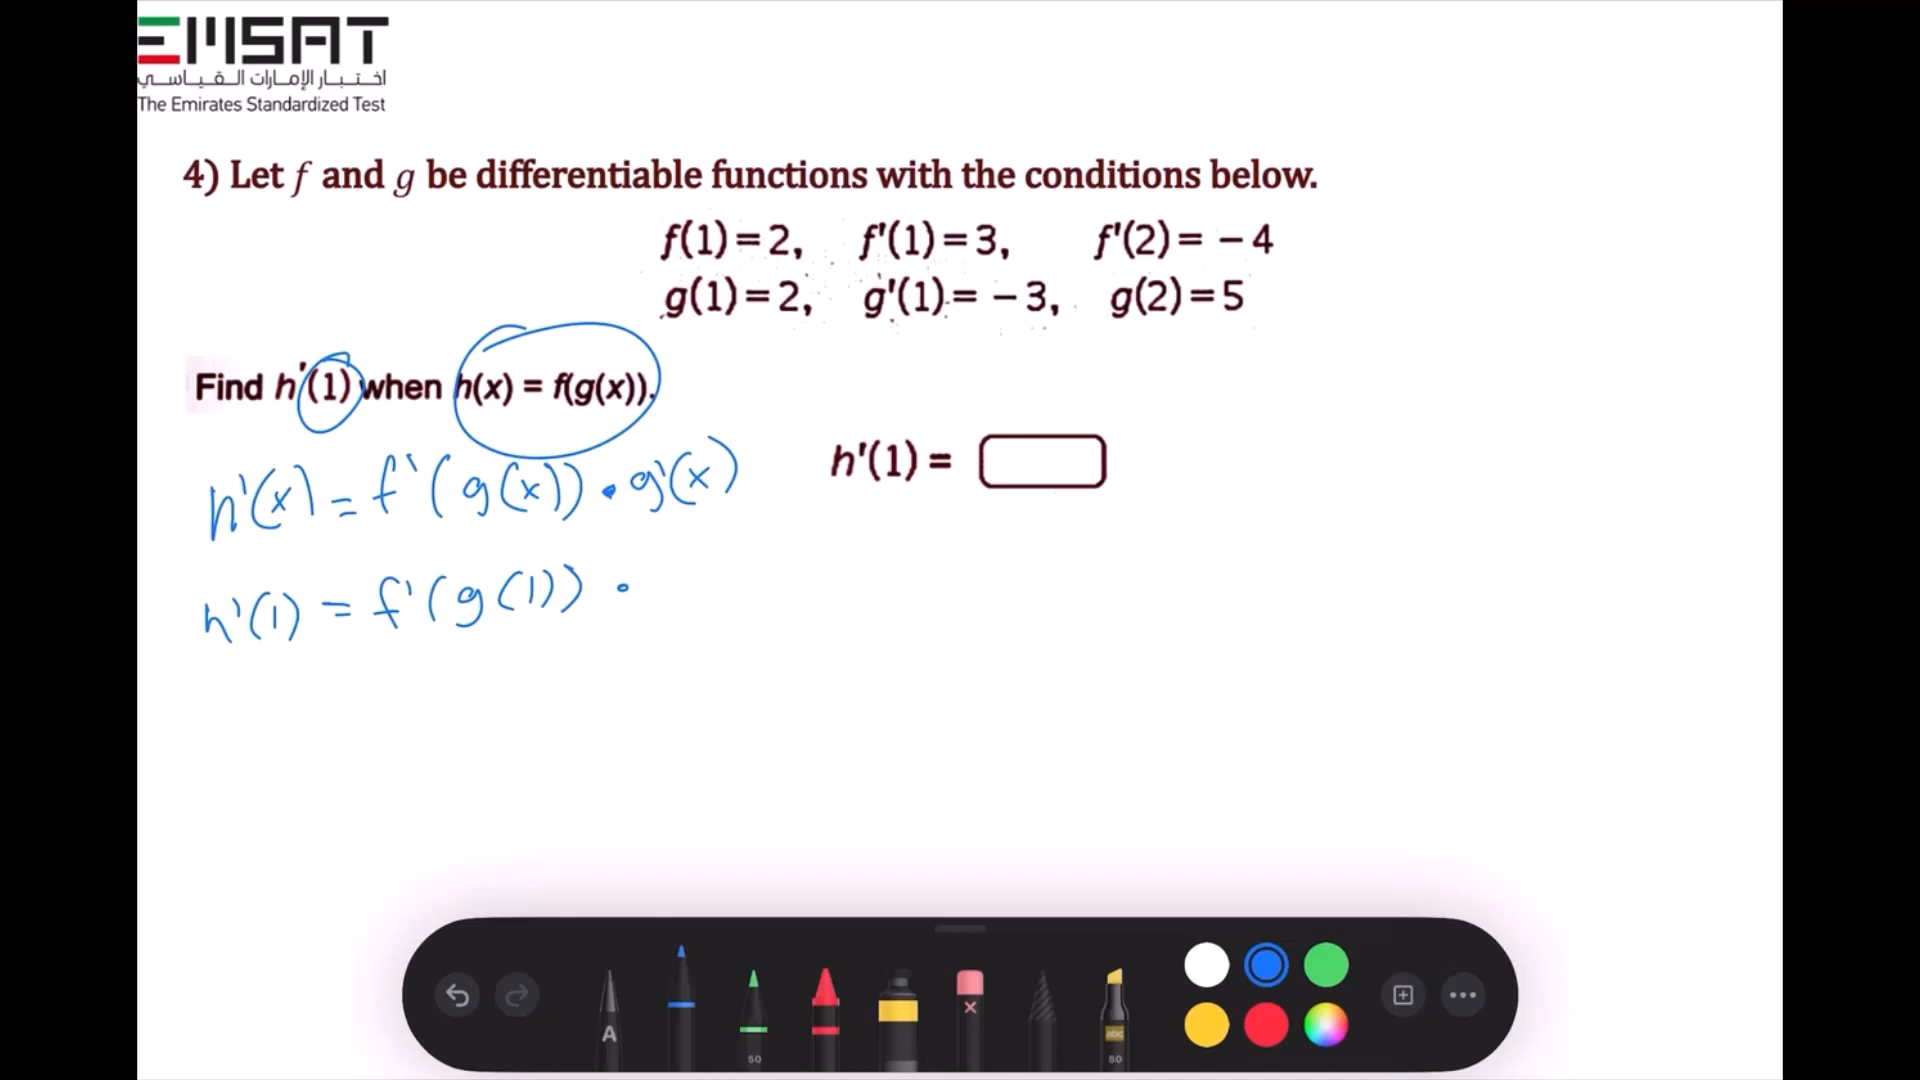 EMSAT
اختبار الإمارات القياسي
The Emirates Standardized Test
4) Let f and g be differentiable functions with the conditions below.
f(1)=2, f'(1)=3, f'(2)= -4
g(1)=2, g'(1)= -3, g(2)=5
Find h'(1) when h(x) = f(g(x)).
h'(1) =
h'(x) = f'(g(x)) • g'(x)
h'(1) = f'(g(1)) •
A
50
abc
80